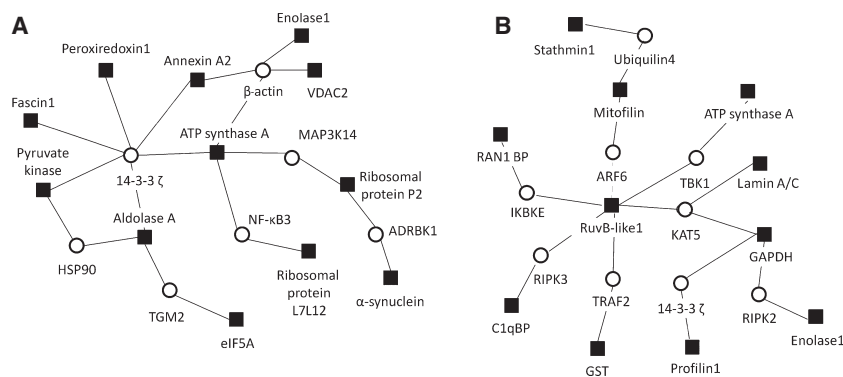 A
Enolase1
Peroxiredoxin1
Annexin A2
β-actin
VDAC2
Fascin1
ATP synthase A
MAP3K14
Pyruvate
kinase
14-3-3 ζ
Ribosomal
protein P2
Aldolase A
NF-κB3
ADRBK1
HSP90
Ribosomal
protein
L7L12
α-synuclein
TGM2
eIF5A
B
Stathmin1
Ubiquilin4
Mitofilin
ATP synthase A
RAN1 BP
ARF6
TBK1
Lamin A/C
IKBKE
RuvB-like1
KAT5
GAPDH
RIPK3
TRAF2
14-3-3 ζ
RIPK2
C1qBP
Enolase1
GST
Profilin1